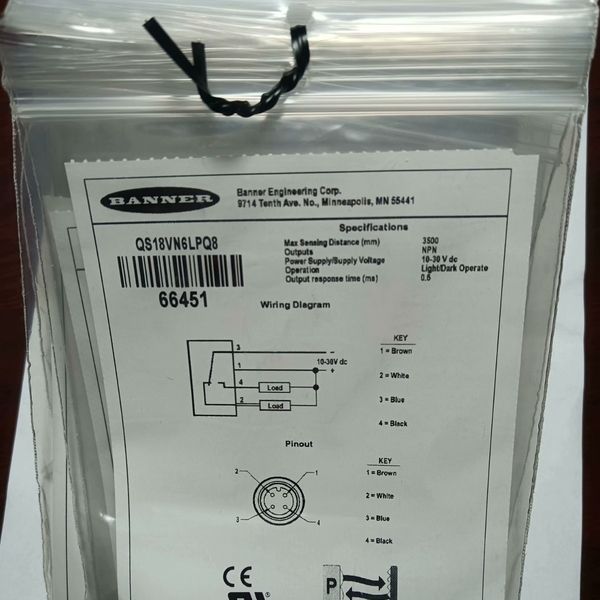 BANNER
Banner Engineering Corp.
9714 Tenth Ave. No., Minneapolis, MN 55441
QS18VN6LPQ8
66451
Specifications
Max Sensing Distance (mm) 3500
Outputs NPN
Power Supply/Supply Voltage 10-30 V dc
Operation Light/Dark Operate
Output response time (ms) 0.6
Wiring Diagram
3
1
10-30V dc
- +
4 Load
2 Load
KEY
1 = Brown
2 = White
3 = Blue
4 = Black
Pinout
2 1
3 4
KEY
1 = Brown
2 = White
3 = Blue
4 = Black
CE
P